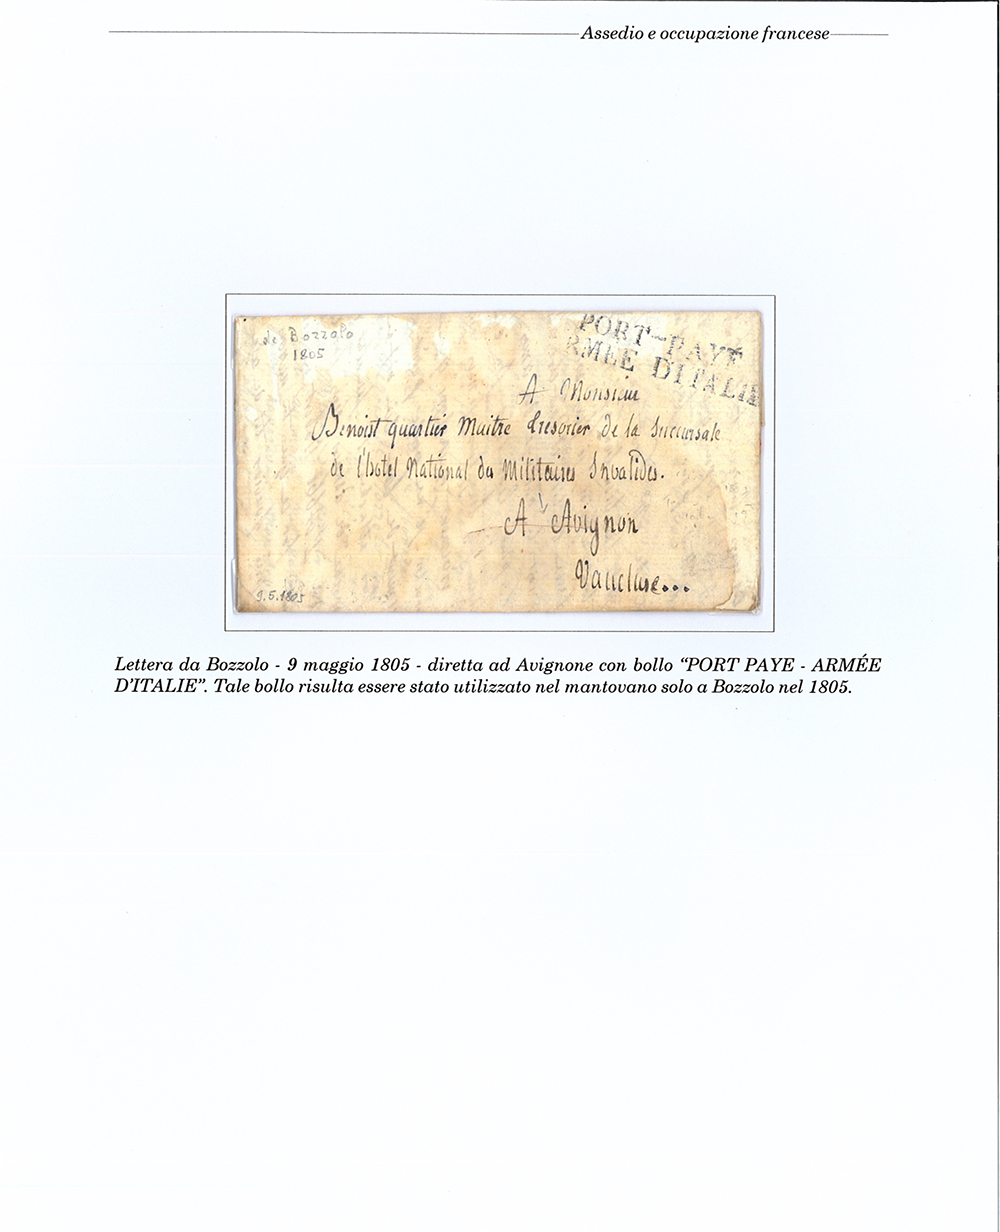 Assedio e occupazione francese
de Bozzolo
1805
PORT PAYÉ
RMÉE D'ITALIE
A Monsieur
Benoist quartier Maitre tresorier de la Succursale
de l'hotel National des Militaires Invalides.
A Avignon
Vaucluse...
9.5.1805
Lettera da Bozzolo - 9 maggio 1805 - diretta ad Avignone con bollo “PORT PAYE - ARMÉE
D’ITALIE”. Tale bollo risulta essere stato utilizzato nel mantovano solo a Bozzolo nel 1805.